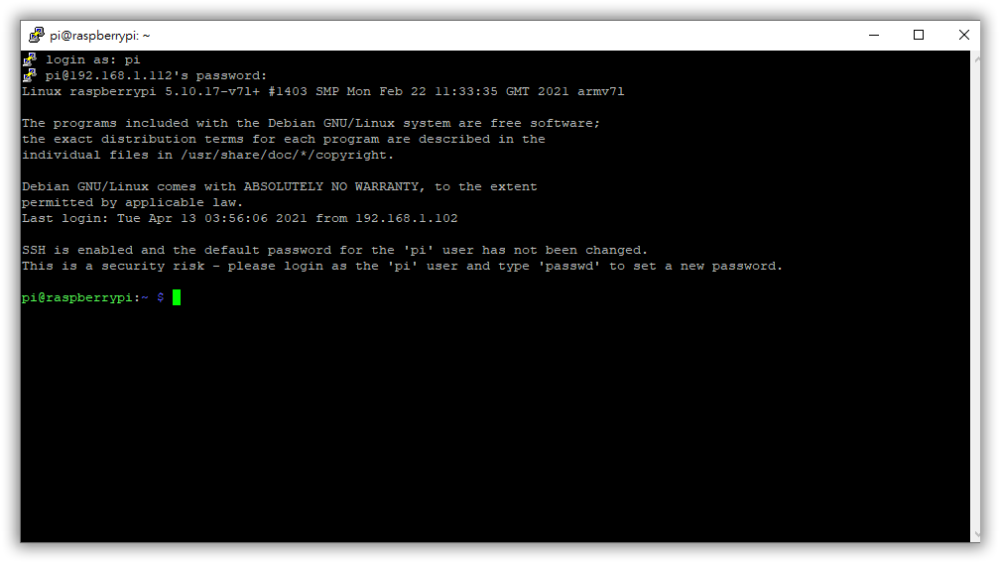 pi@raspberrypi: ~
login as: pi
pi@192.168.1.112's password:
Linux raspberrypi 5.10.17-v7l+ #1403 SMP Mon Feb 22 11:33:35 GMT 2021 armv7l
The programs included with the Debian GNU/Linux system are free software;
the exact distribution terms for each program are described in the
individual files in /usr/share/doc/*/copyright.
Debian GNU/Linux comes with ABSOLUTELY NO WARRANTY, to the extent
permitted by applicable law.
Last login: Tue Apr 13 03:56:06 2021 from 192.168.1.102
SSH is enabled and the default password for the 'pi' user has not been changed.
This is a security risk - please login as the 'pi' user and type 'passwd' to set a new password.
pi@raspberrypi:~ $